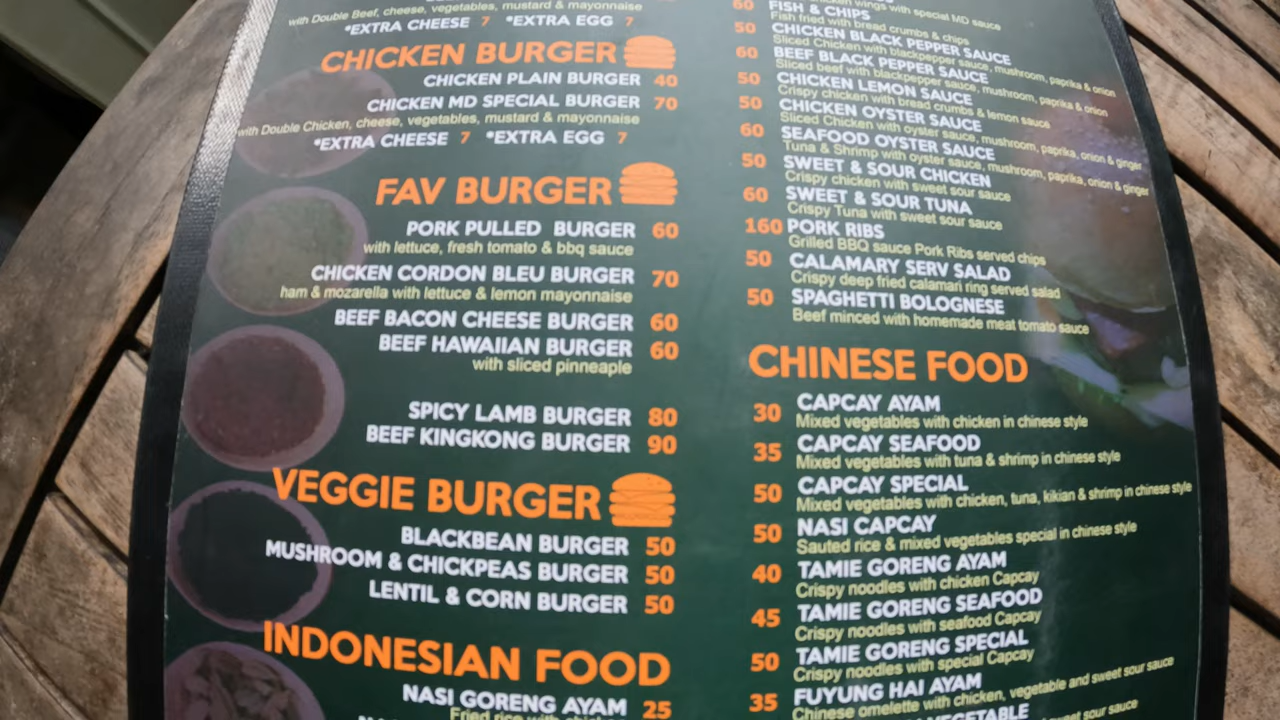 with Double Beef, cheese, vegetables, mustard & mayonnaise
*EXTRA CHEESE 7 *EXTRA EGG 7
CHICKEN BURGER
CHICKEN PLAIN BURGER 40
CHICKEN MD SPECIAL BURGER 70
with Double Chicken, cheese, vegetables, mustard & mayonnaise
*EXTRA CHEESE 7 *EXTRA EGG 7
FAV BURGER
PORK PULLED BURGER 60
with lettuce, fresh tomato & bbq sauce
CHICKEN CORDON BLEU BURGER 70
ham & mozarella with lettuce & lemon mayonnaise
BEEF BACON CHEESE BURGER 60
BEEF HAWAIIAN BURGER 60
with sliced pinneaple
SPICY LAMB BURGER 80
BEEF KINGKONG BURGER 90
VEGGIE BURGER
BLACKBEAN BURGER 50
MUSHROOM & CHICKPEAS BURGER 50
LENTIL & CORN BURGER 50
INDONESIAN FOOD
NASI GORENG AYAM 25
Fried rice with
wings with special MD sauce
60 FISH & CHIPS
Fish fried with bread crumbs & chips
50 CHICKEN BLACK PEPPER SAUCE
Sliced Chicken with blackpepper sauce, mushroom, paprika & onion
60 BEEF BLACK PEPPER SAUCE
Sliced beef with blackpepper sauce, mushroom, paprika & onion
50 CHICKEN LEMON SAUCE
Crispy chicken with bread crumbs & lemon sauce
50 CHICKEN OYSTER SAUCE
Sliced Chicken with oyster sauce, mushroom, paprika, onion & ginger
60 SEAFOOD OYSTER SAUCE
Tuna & Shrimp with oyster sauce, mushroom, paprika, onion & ginger
50 SWEET & SOUR CHICKEN
Crispy chicken with sweet sour sauce
60 SWEET & SOUR TUNA
Crispy Tuna with sweet sour sauce
160 PORK RIBS
Grilled BBQ sauce Pork Ribs served chips
50 CALAMARY SERV SALAD
Crispy deep fried calamari ring served salad
50 SPAGHETTI BOLOGNESE
Beef minced with homemade meat tomato sauce
CHINESE FOOD
30 CAPCAY AYAM
Mixed vegetables with chicken in chinese style
35 CAPCAY SEAFOOD
Mixed vegetables with tuna & shrimp in chinese style
50 CAPCAY SPECIAL
Mixed vegetables with chicken, tuna, kikian & shrimp in chinese style
50 NASI CAPCAY
Sauted rice & mixed vegetables special in chinese style
40 TAMIE GORENG AYAM
Crispy noodles with chicken Capcay
45 TAMIE GORENG SEAFOOD
Crispy noodles with seafood Capcay
50 TAMIE GORENG SPECIAL
Crispy noodles with special Capcay
35 FUYUNG HAI AYAM
Chinese omelette with chicken, vegetable and sweet sour sauce
VEGETABLE
sweet sour sauce